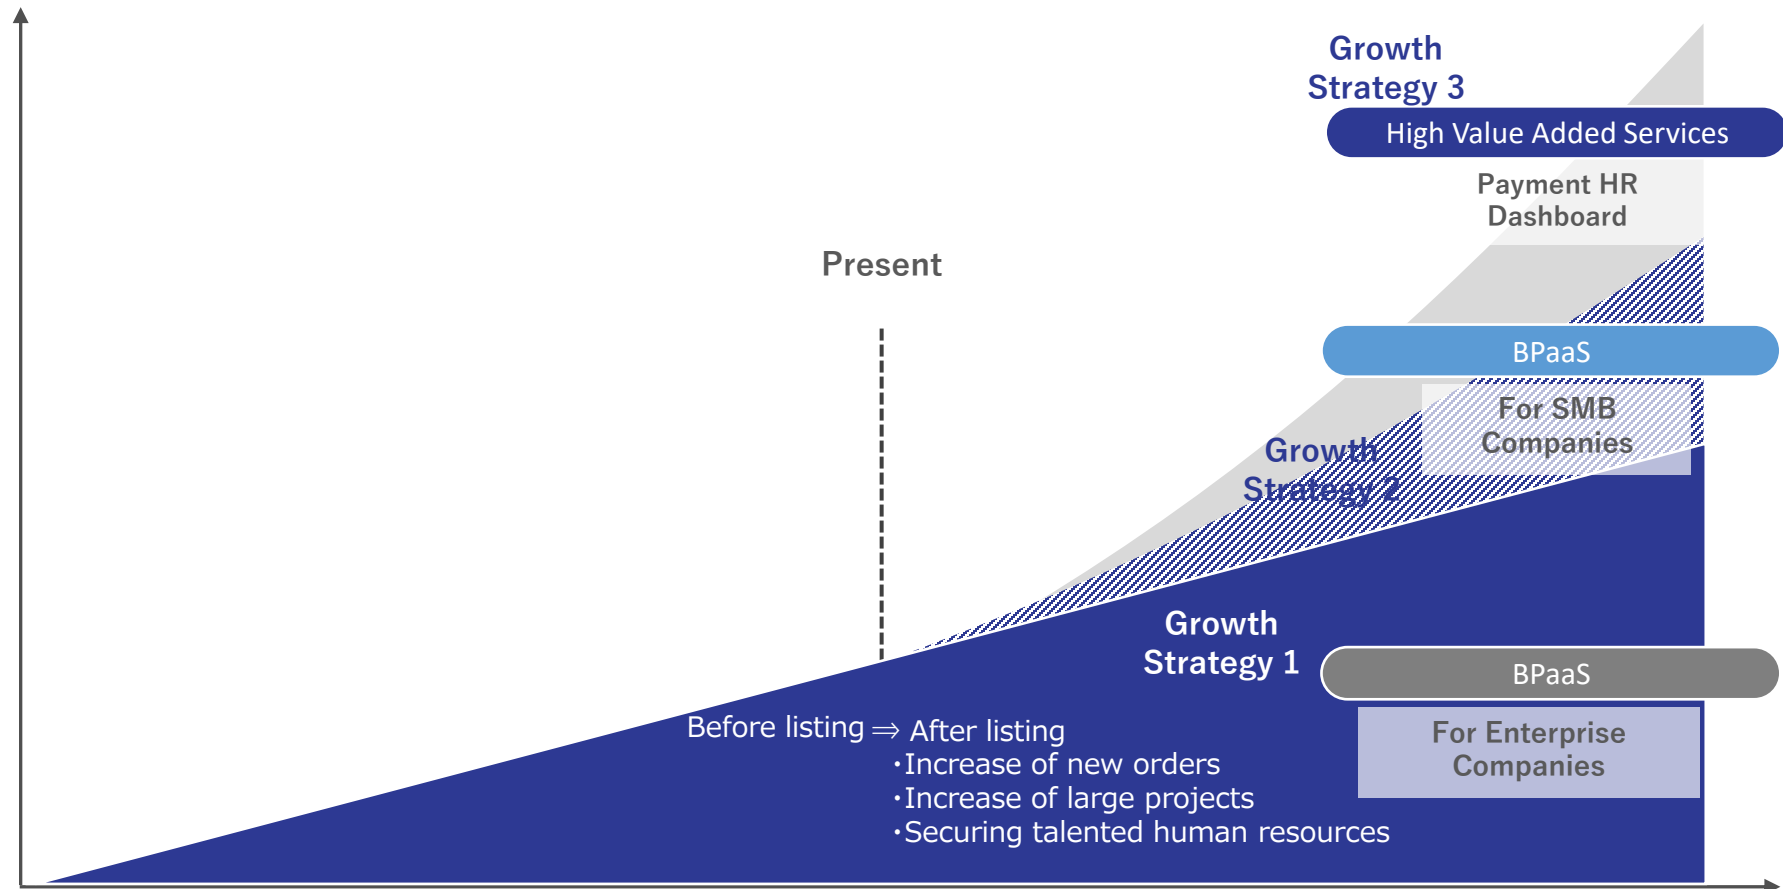 Growth
Strategy 3
High Value Added Services
Payment HR
Dashboard
Present
BPaaS
For SMB
Companies
Growth
Strategy 2
Growth
Strategy 1
BPaaS
For Enterprise
Companies
Before listing ⇒ After listing
・Increase of new orders
・Increase of large projects
・Securing talented human resources